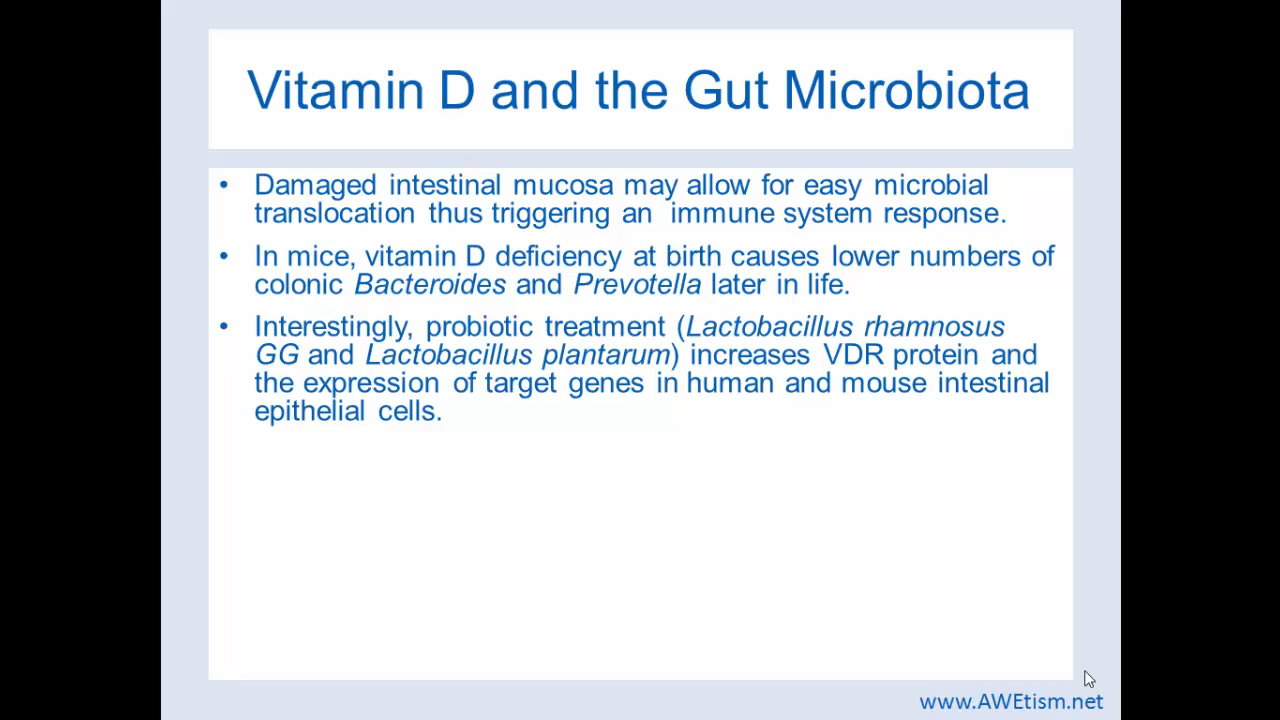 Vitamin D and the Gut Microbiota
• Damaged intestinal mucosa may allow for easy microbial
translocation thus triggering an immune system response.
• In mice, vitamin D deficiency at birth causes lower numbers of
colonic Bacteroides and Prevotella later in life.
• Interestingly, probiotic treatment (Lactobacillus rhamnosus
GG and Lactobacillus plantarum) increases VDR protein and
the expression of target genes in human and mouse intestinal
epithelial cells.
www.AWEtism.net